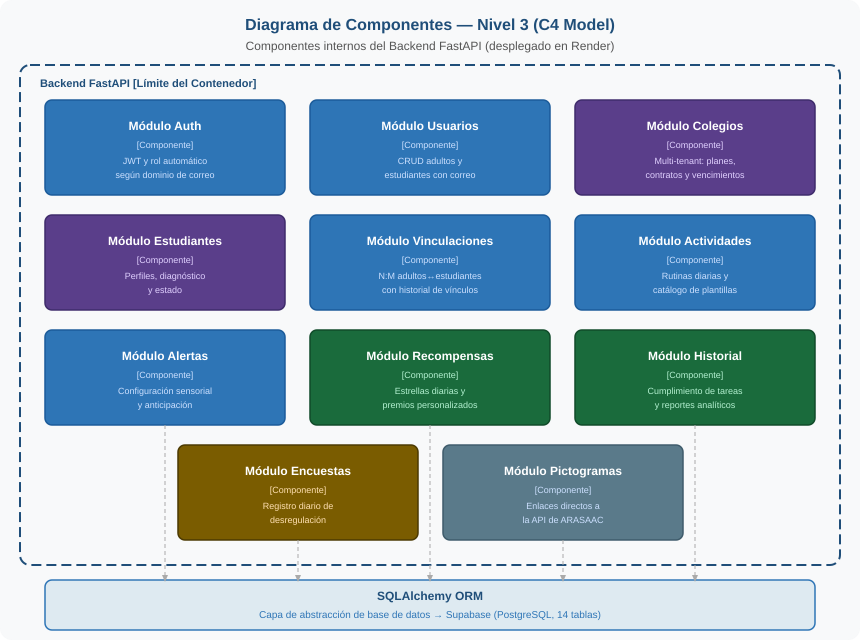 Diagrama de Componentes — Nivel 3 (C4 Model)
Componentes internos del Backend FastAPI (desplegado en Render)
Backend FastAPI [Límite del Contenedor]
Módulo Auth
[Componente]
JWT y rol automático
según dominio de correo
Módulo Usuarios
[Componente]
CRUD adultos y
estudiantes con correo
Módulo Colegios
[Componente]
Multi-tenant: planes,
contratos y vencimientos
Módulo Estudiantes
[Componente]
Perfiles, diagnóstico
y estado
Módulo Vinculaciones
[Componente]
N:M adultos↔estudiantes
con historial de vínculos
Módulo Actividades
[Componente]
Rutinas diarias y
catálogo de plantillas
Módulo Alertas
[Componente]
Configuración sensorial
y anticipación
Módulo Recompensas
[Componente]
Estrellas diarias y
premios personalizados
Módulo Historial
[Componente]
Cumplimiento de tareas
y reportes analíticos
Módulo Encuestas
[Componente]
Registro diario de
desregulación
Módulo Pictogramas
[Componente]
Enlaces directos a
la API de ARASAAC
SQLAlchemy ORM
Capa de abstracción de base de datos → Supabase (PostgreSQL, 14 tablas)